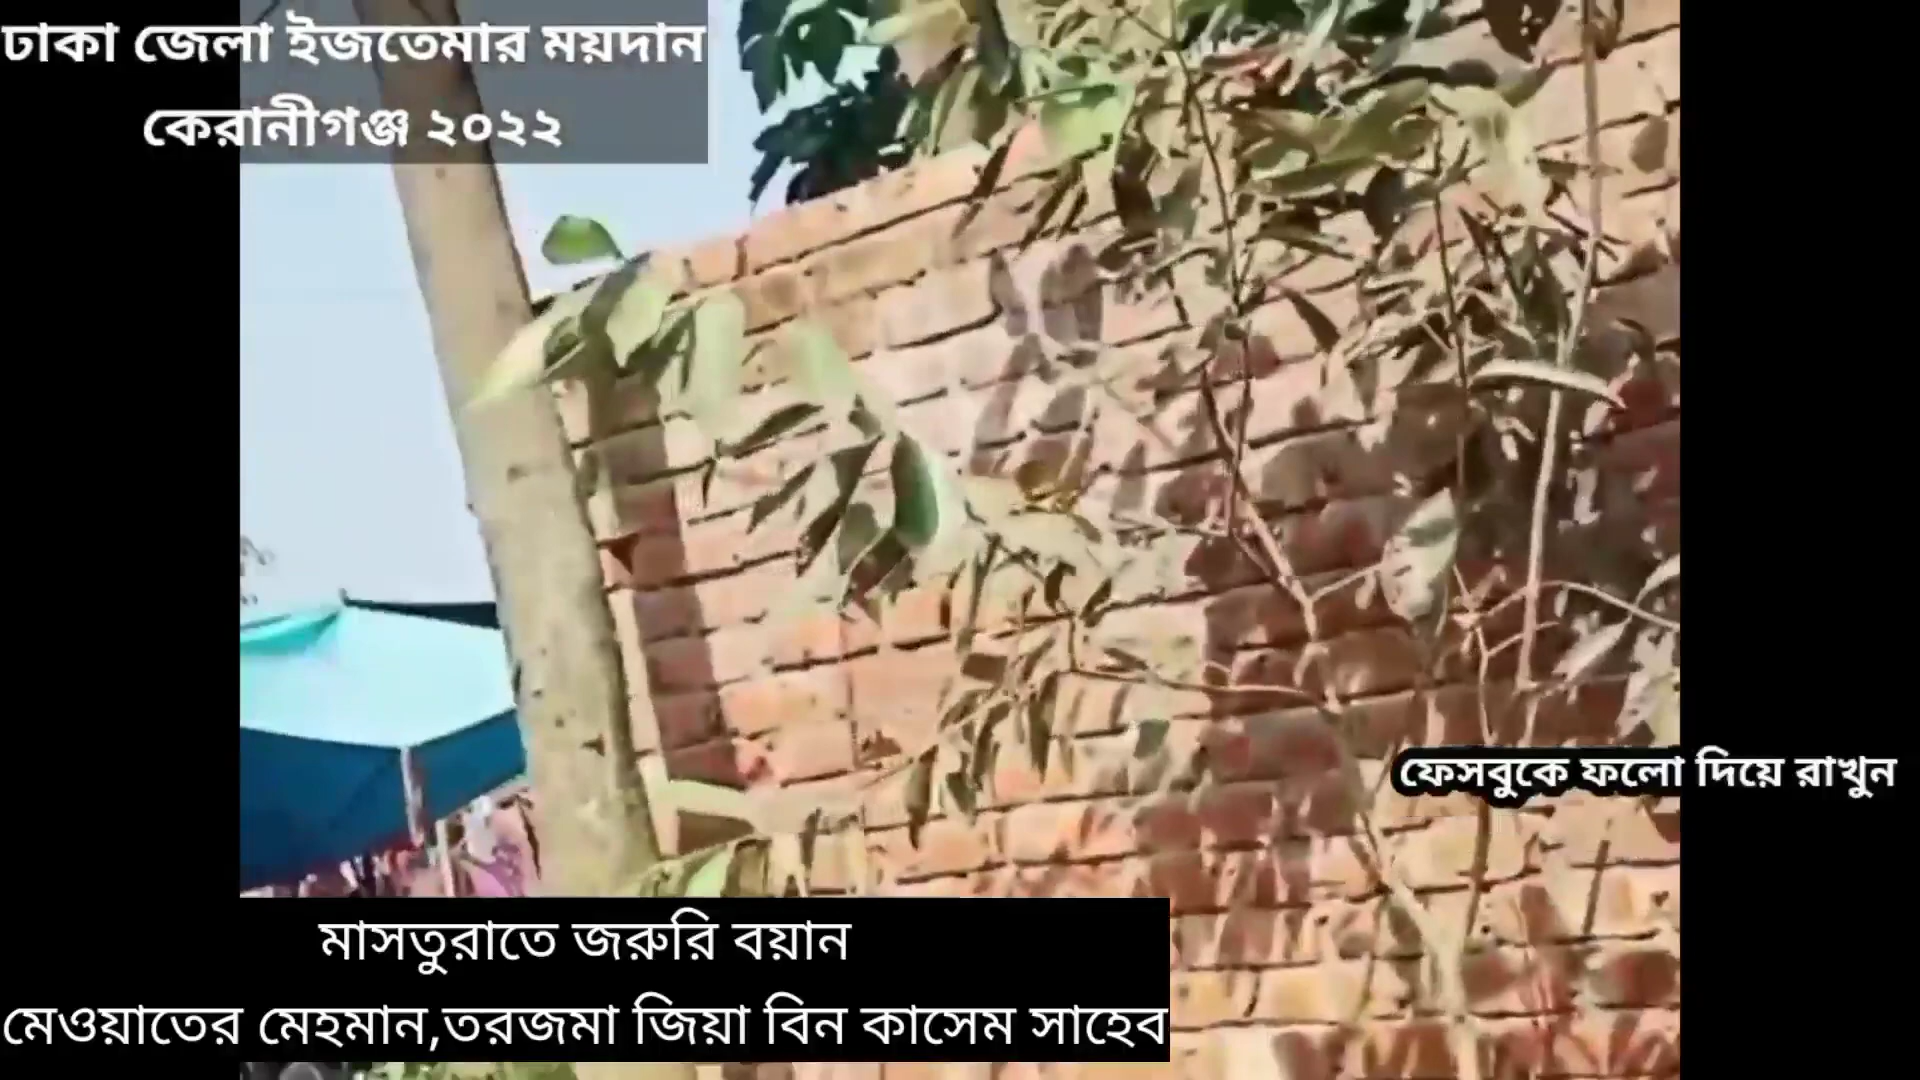 ঢাকা জেলা ইজতেমার ময়দান
কেরানীগঞ্জ ২০২২
ফেসবুকে ফলো দিয়ে রাখুন
মাসতুরাতে জরুরি বয়ান
মেওয়াতের মেহমান,তরজমা জিয়া বিন কাসেম সাহেব